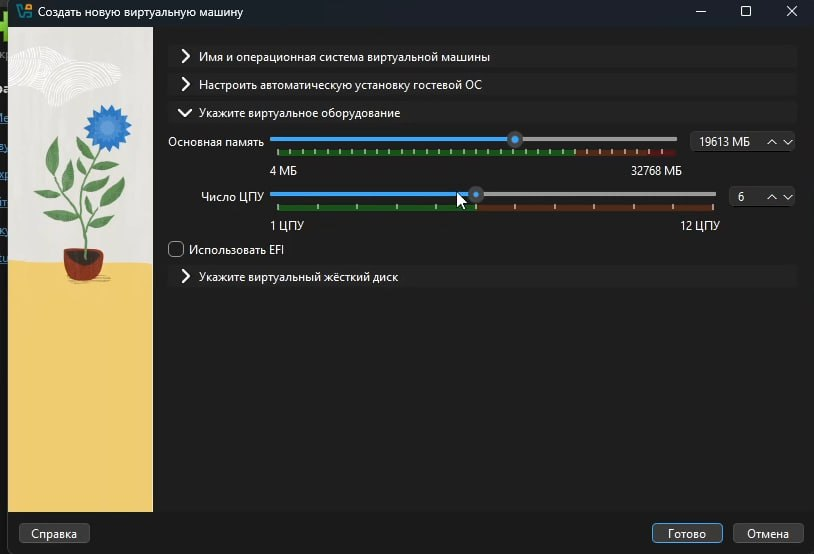 Создать новую виртуальную машину
Имя и операционная система виртуальной машины
Настроить автоматическую установку гостевой ОС
Укажите виртуальное оборудование
Основная память
19613 МБ
4 МБ
32768 МБ
Число ЦПУ
6
1 ЦПУ
12 ЦПУ
Использовать EFI
Укажите виртуальный жёсткий диск
Справка
Готово
Отмена